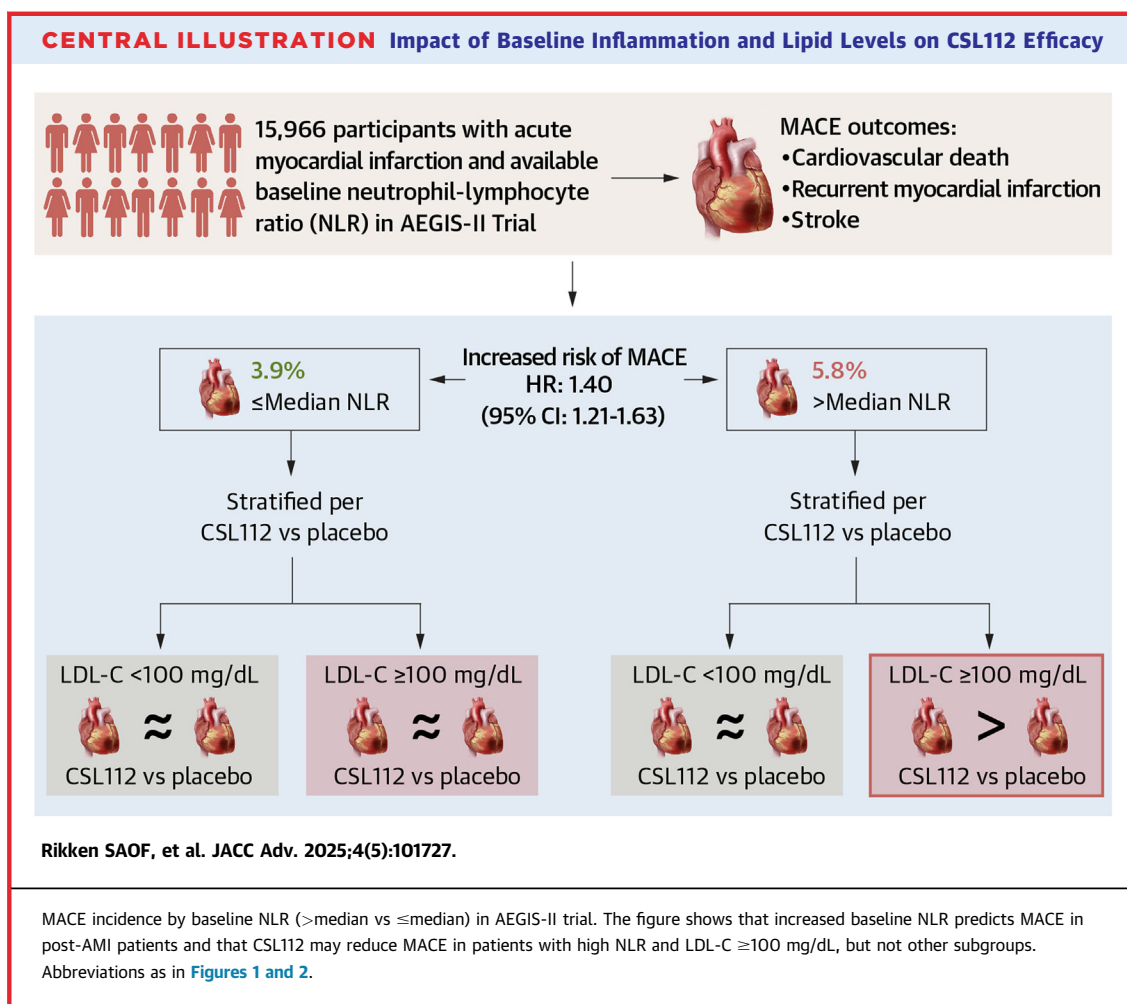 CENTRAL ILLUSTRATION Impact of Baseline Inflammation and Lipid Levels on CSL112 Efficacy
15,966 participants with acute
myocardial infarction and available
baseline neutrophil-lymphocyte
ratio (NLR) in AEGIS-II Trial
MACE outcomes:
•Cardiovascular death
•Recurrent myocardial infarction
•Stroke
3.9%
≤Median NLR
Increased risk of MACE
HR: 1.40
(95% CI: 1.21-1.63)
5.8%
>Median NLR
Stratified per
CSL112 vs placebo
Stratified per
CSL112 vs placebo
LDL-C <100 mg/dL
≈
CSL112 vs placebo
LDL-C ≥100 mg/dL
≈
CSL112 vs placebo
LDL-C <100 mg/dL
≈
CSL112 vs placebo
LDL-C ≥100 mg/dL
>
CSL112 vs placebo
Rikken SAOF, et al. JACC Adv. 2025;4(5):101727.
MACE incidence by baseline NLR (>median vs ≤median) in AEGIS-II trial. The figure shows that increased baseline NLR predicts MACE in
post-AMI patients and that CSL112 may reduce MACE in patients with high NLR and LDL-C ≥100 mg/dL, but not other subgroups.
Abbreviations as in Figures 1 and 2.